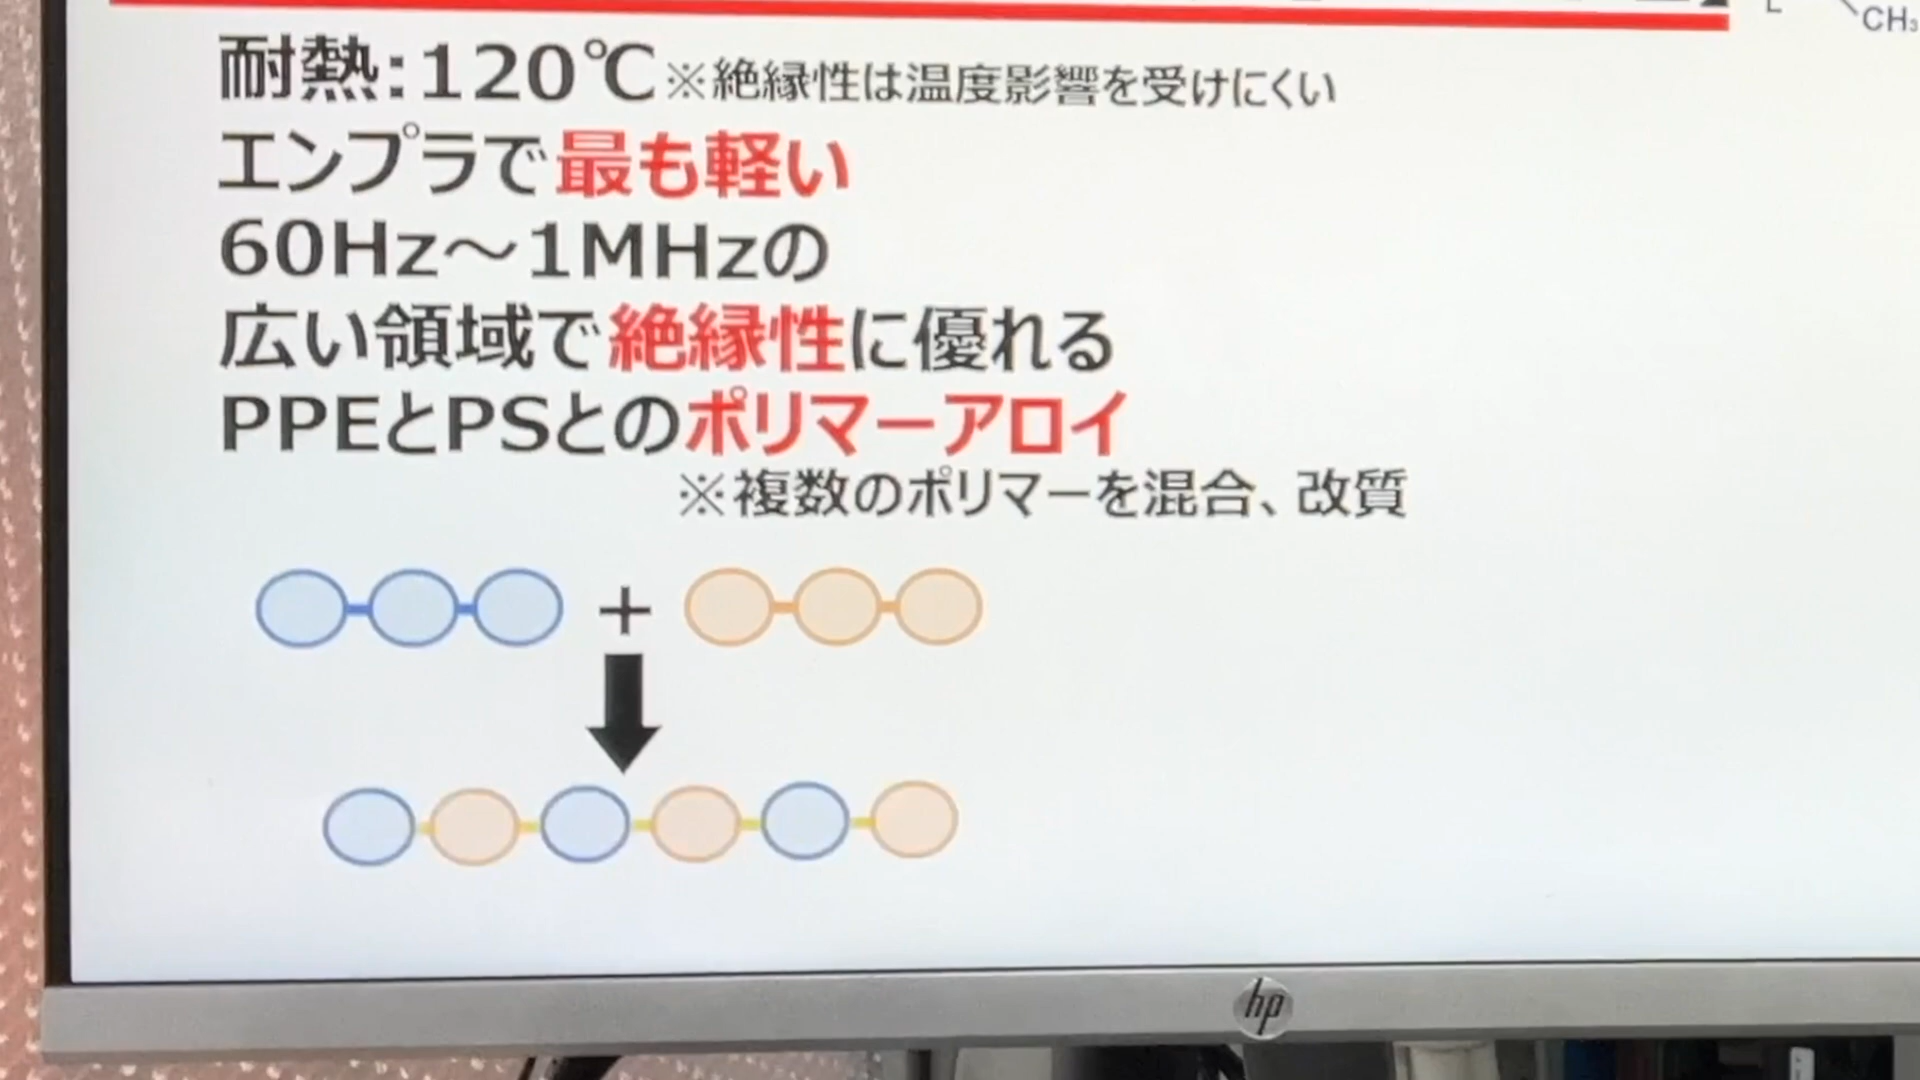 CH₃
耐熱:120℃※絶縁性は温度影響を受けにくい
エンプラで最も軽い
60Hz～1MHzの
広い領域で絶縁性に優れる
PPEとPSとのポリマーアロイ
※複数のポリマーを混合、改質
+
hp